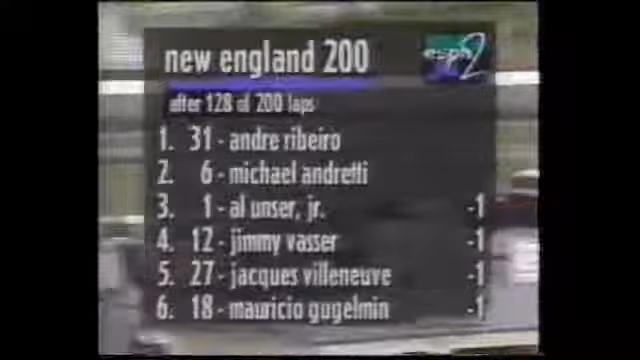 new england 200
espn2
after 128 of 200 laps
1. 31 - andre ribeiro
2. 6 - michael andretti
3. 1 - al unser, jr. -1
4. 12 - jimmy vasser -1
5. 27 - jacques villeneuve -1
6. 18 - mauricio gugelmin -1